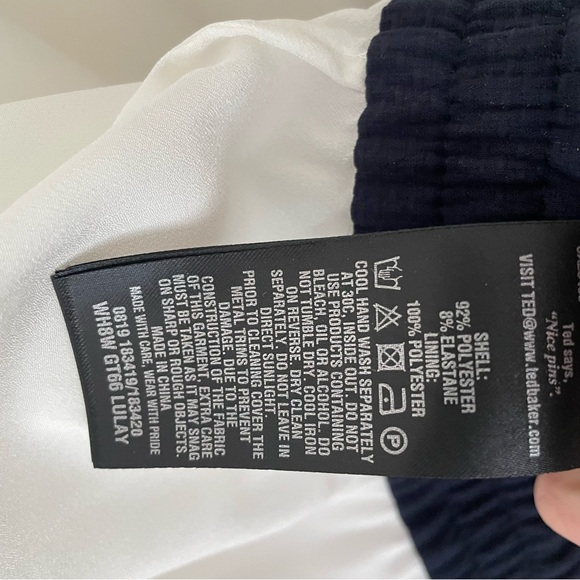 Ted says,
"Nice pins"
VISIT TED@www.tedbaker.com
SHELL:
92% POLYESTER
8% ELASTANE
LINING:
100% POLYESTER
COOL HAND WASH SEPARATELY
AT 30C, INSIDE OUT. DO NOT
USE PRODUCTS CONTAINING
BLEACH, OIL OR ALCOHOL. DO
NOT TUMBLE DRY, COOL IRON
ON REVERSE. DRY CLEAN
SEPARATELY. DO NOT LEAVE IN
DIRECT SUNLIGHT.
PRIOR TO CLEANING COVER THE
METAL TRIMS TO PREVENT
DAMAGE. DUE TO THE
CONSTRUCTION OF THE FABRIC
OF THIS GARMENT, EXTRA CARE
MUST BE TAKEN AS IT MAY SNAG
ON SHARP OR ROUGH OBJECTS.
MADE IN CHINA
MADE WITH CARE, WEAR WITH PRIDE
0819 183419/183420
WH8W GT66 LULAY